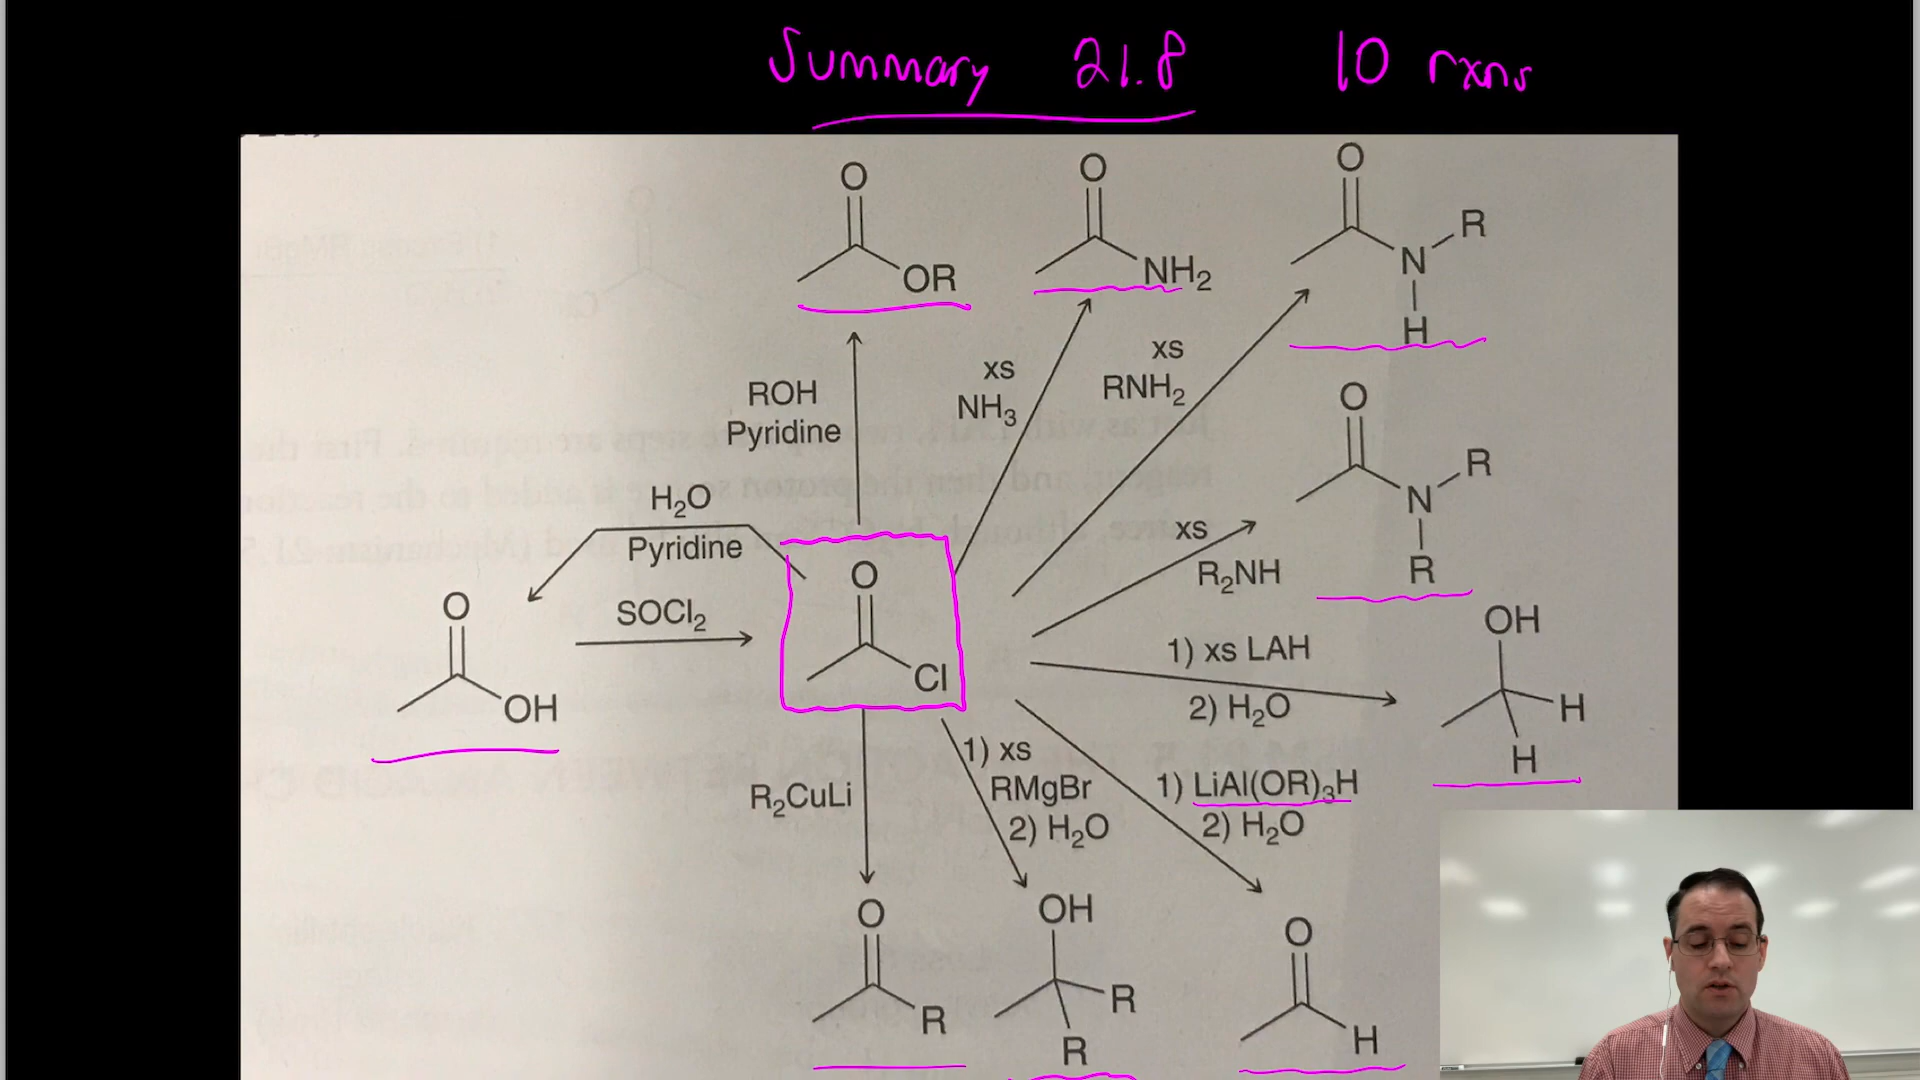 Summary 21.8 10 rxns
O
OR
O
NH2
O
N
R
H
ROH
Pyridine
xs
NH3
xs
RNH2
O
N
R
R
xs
R2NH
H2O
Pyridine
SOCl2
O
OH
O
Cl
1) xs LAH
2) H2O
OH
H
H
R2CuLi
1) xs
RMgBr
2) H2O
1) LiAl(OR)3H
2) H2O
O
R
OH
R
R
O
H